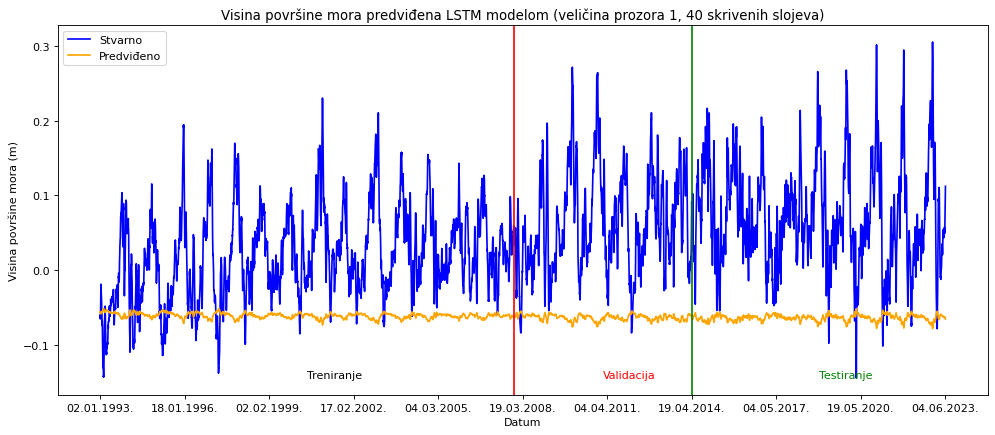 Visina površine mora predviđena LSTM modelom (veličina prozora 1, 40 skrivenih slojeva)
Stvarno
Predviđeno
Visina površine mora (m)
0.3
0.2
0.1
0.0
−0.1
Treniranje
Validacija
Testiranje
02.01.1993. 18.01.1996. 02.02.1999. 17.02.2002. 04.03.2005. 19.03.2008. 04.04.2011. 19.04.2014. 04.05.2017. 19.05.2020. 04.06.2023.
Datum